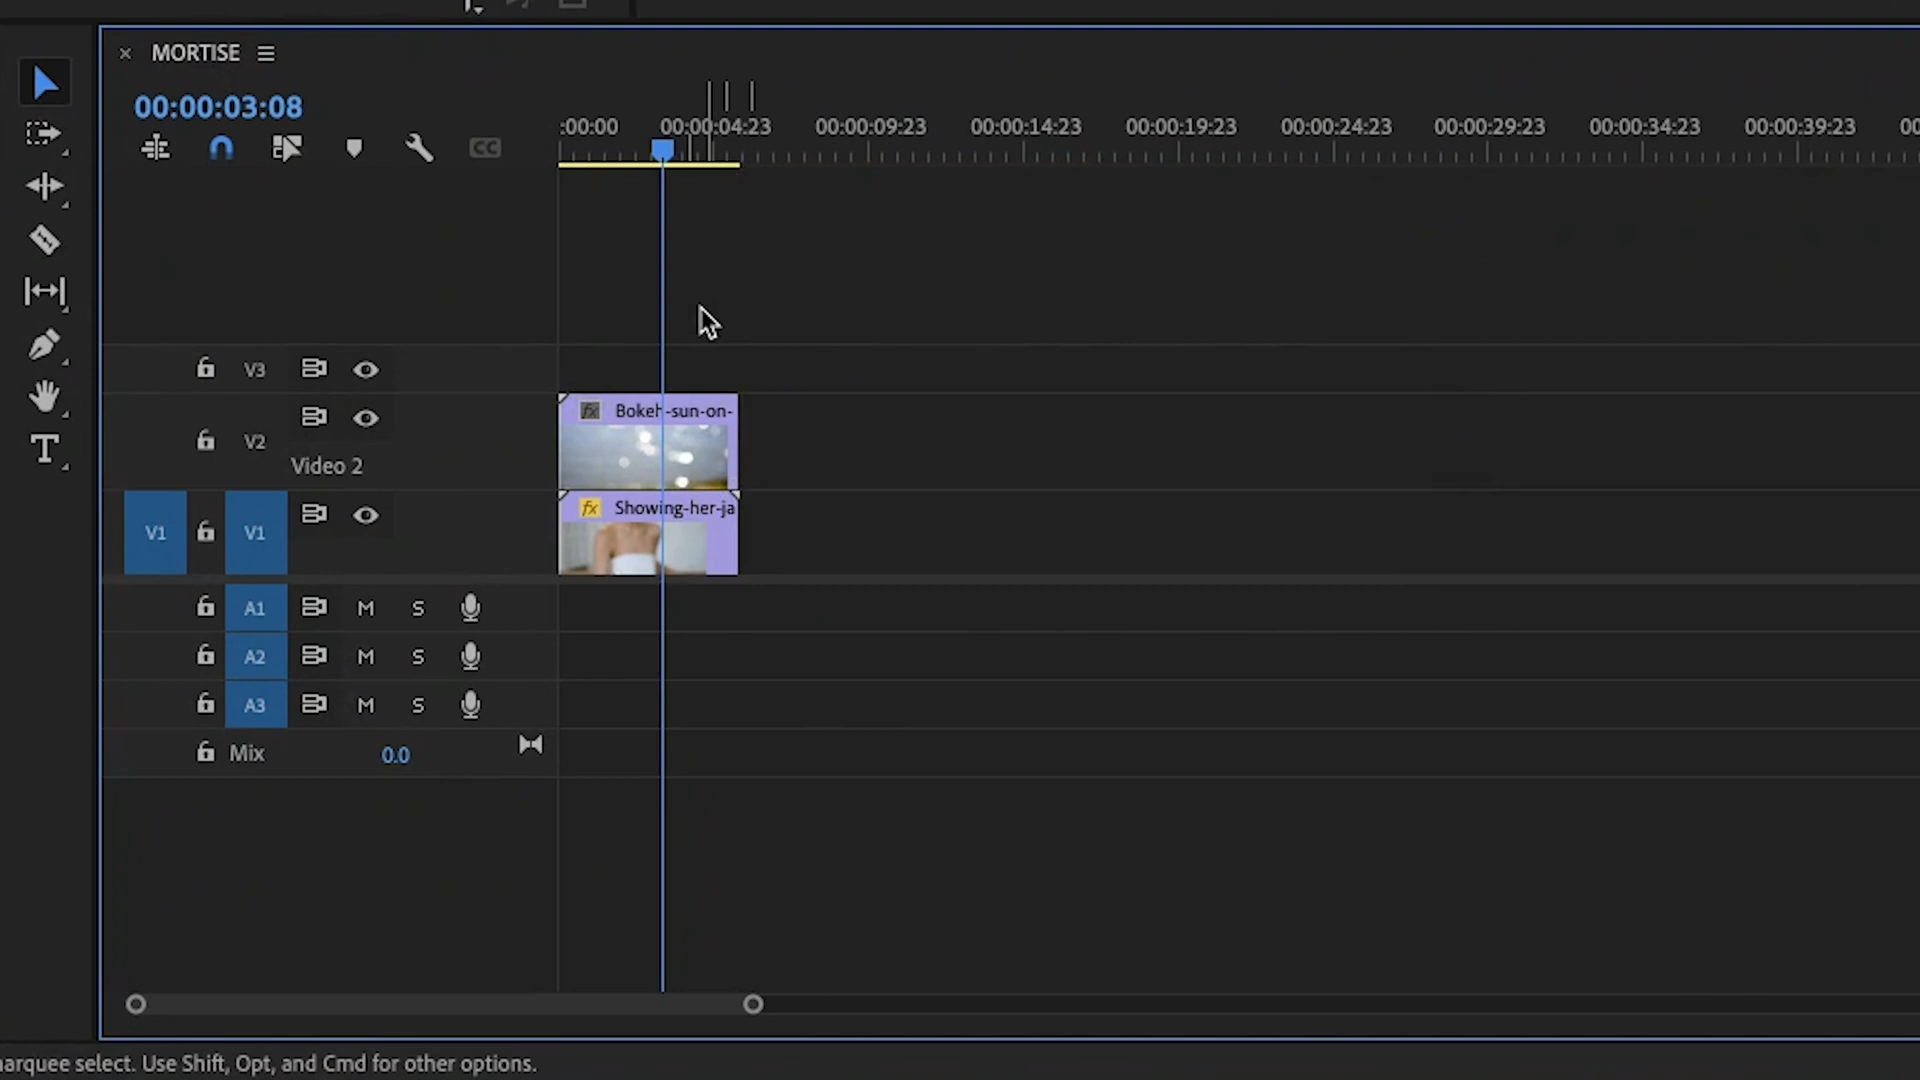 MORTISE
00:00:03:08
:00:00 00:00:04:23 00:00:09:23 00:00:14:23 00:00:19:23 00:00:24:23 00:00:29:23 00:00:34:23 00:00:39:23 00
CC
V3
fx Bokeh-sun-on-
V2
Video 2
fx Showing-her-ja
V1 V1
A1 M S
A2 M S
A3 M S
Mix 0.0
T
arquee select. Use Shift, Opt, and Cmd for other options.